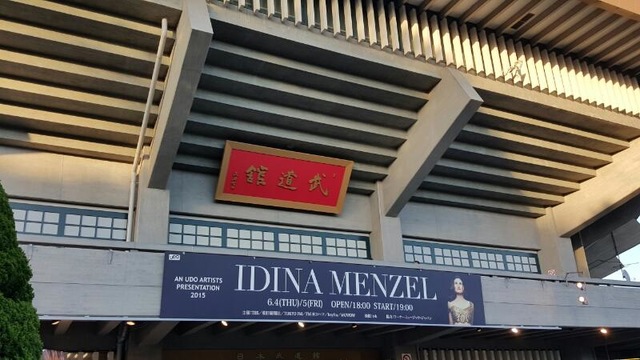 武道館
UDO
AN UDO ARTISTS
PRESENTATION
2015
IDINA MENZEL
6.4(THU)/5(FRI) OPEN/18:00 START/19:00